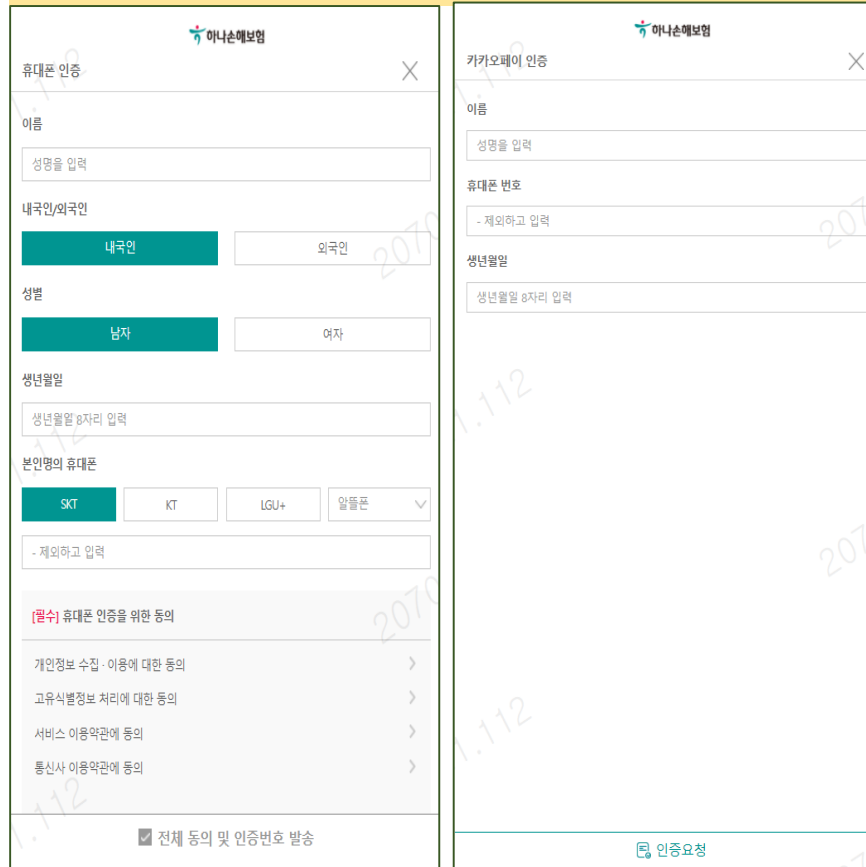 하나손해보험
휴대폰 인증
이름
성명을 입력
내국인/외국인
내국인 외국인
성별
남자 여자
생년월일
생년월일 8자리 입력
본인명의 휴대폰
SKT KT LGU+ 알뜰폰
- 제외하고 입력
[필수] 휴대폰 인증을 위한 동의
개인정보 수집·이용에 대한 동의
고유식별정보 처리에 대한 동의
서비스 이용약관에 동의
통신사 이용약관에 동의
전체 동의 및 인증번호 발송
하나손해보험
카카오페이 인증
이름
성명을 입력
휴대폰 번호
- 제외하고 입력
생년월일
생년월일 8자리 입력
인증요청